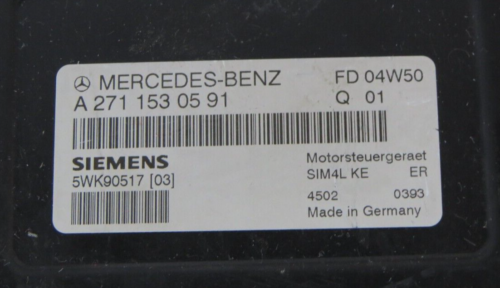 MERCEDES-BENZ FD 04W50
A 271 153 05 91 Q 01
SIEMENS Motorsteuergeraet
5WK90517 [03] SIM4L KE ER
4502 0393
Made in Germany